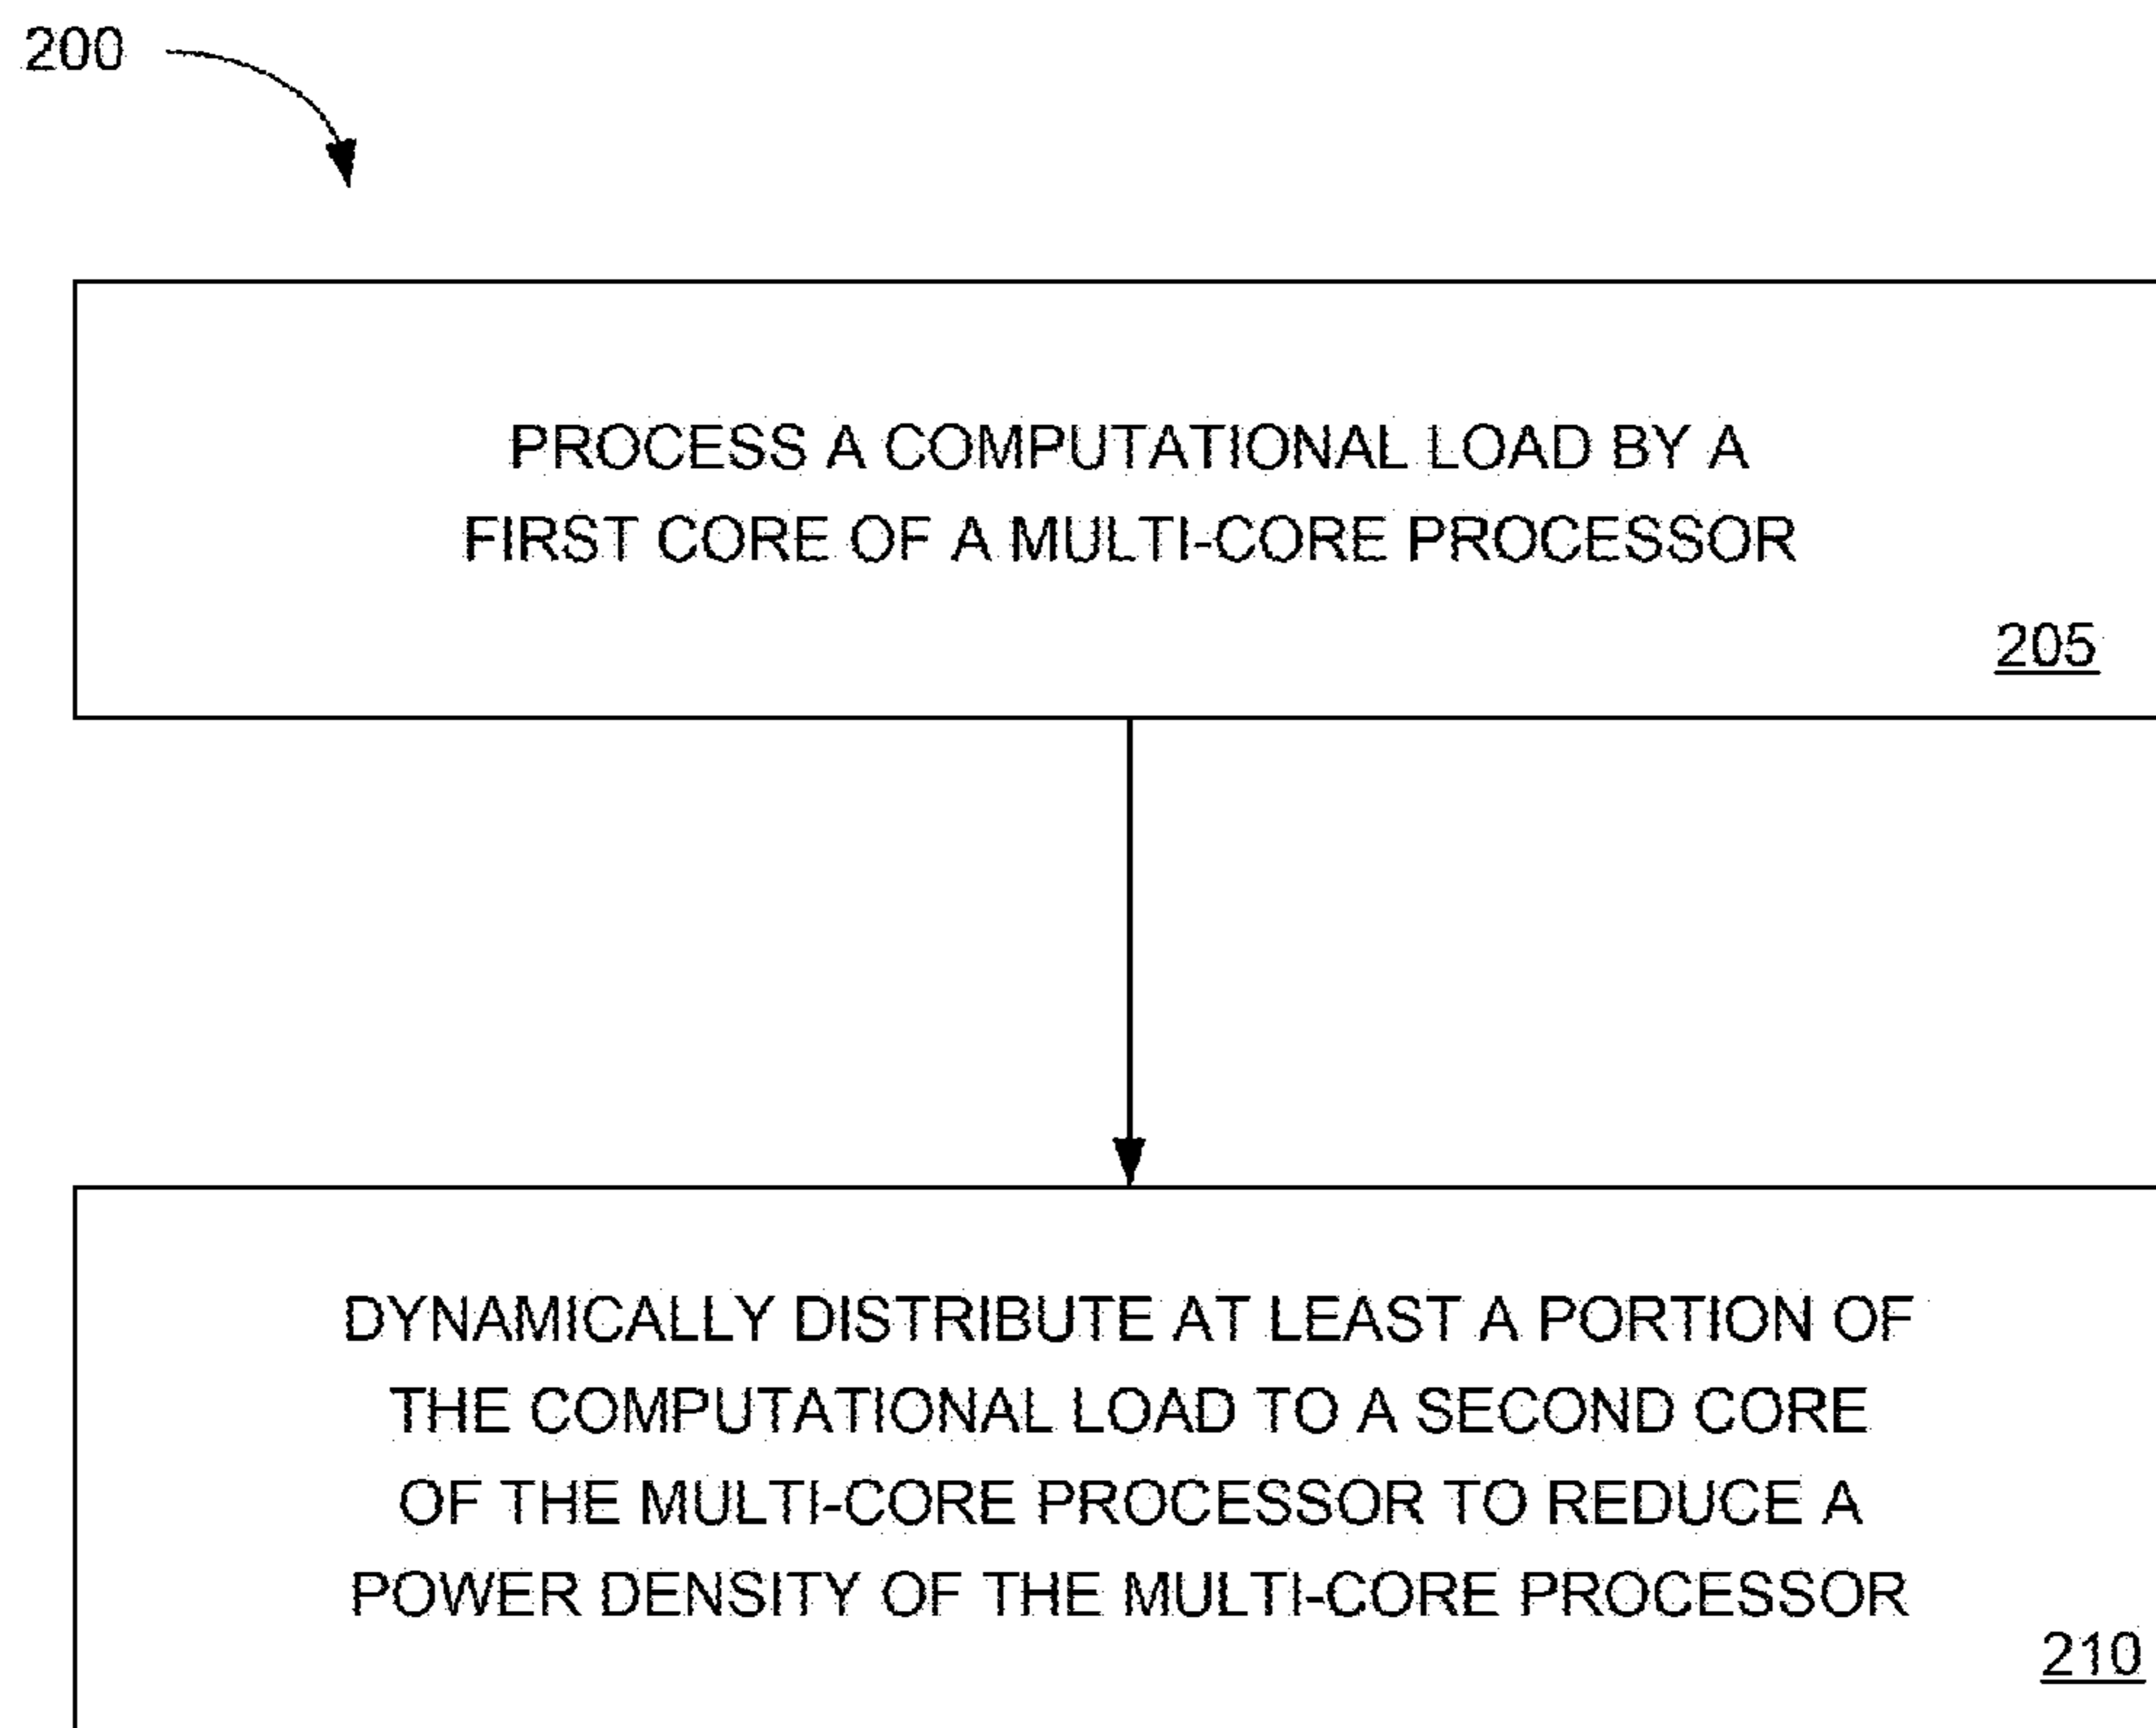 200
PROCESS A COMPUTATIONAL LOAD BY A
FIRST CORE OF A MULTI-CORE PROCESSOR
205
DYNAMICALLY DISTRIBUTE AT LEAST A PORTION OF
THE COMPUTATIONAL LOAD TO A SECOND CORE
OF THE MULTI-CORE PROCESSOR TO REDUCE A
POWER DENSITY OF THE MULTI-CORE PROCESSOR
210